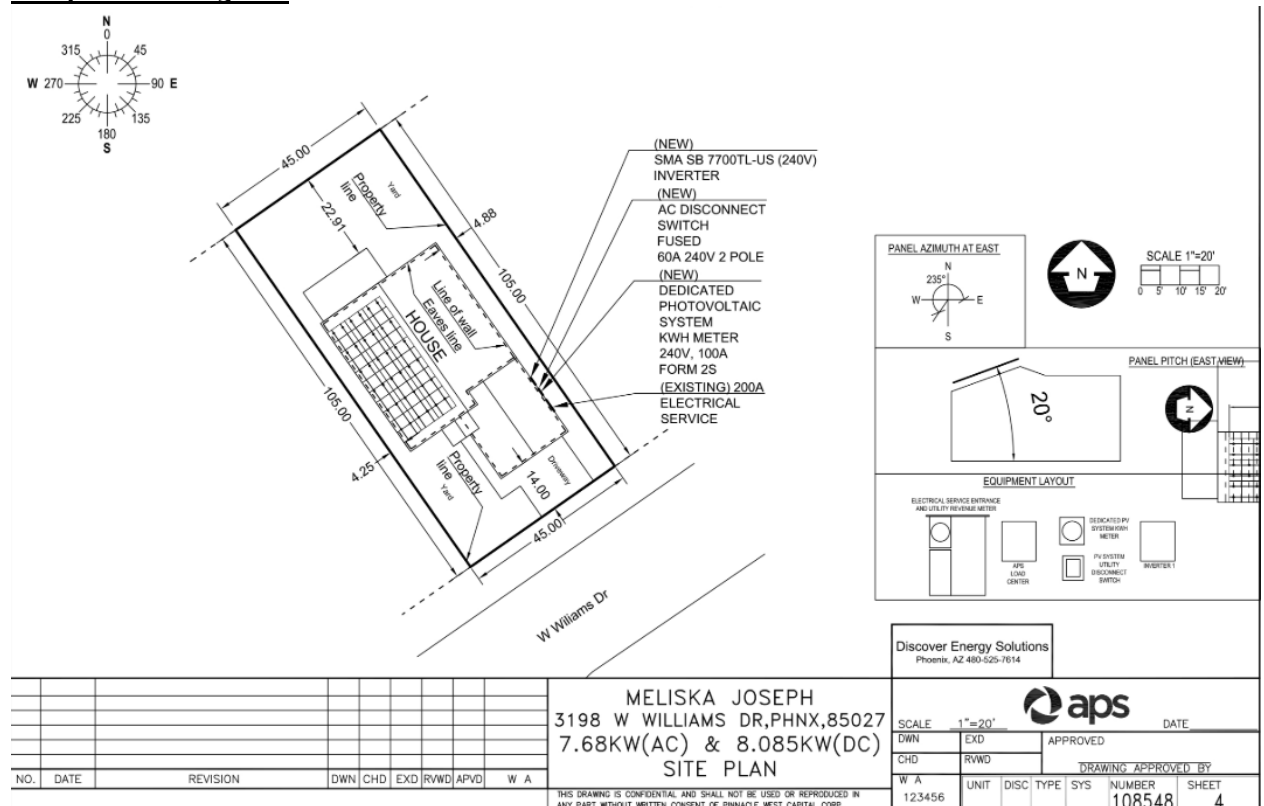 N
0
315
45
W 270
90 E
225
135
180
S
45.00
Property
line
Yard
22.91
4.88
105.00
Line of wall
Eaves line
HOUSE
105.00
4.25
Property
line
Yard
14.00
Driveway
45.00
W Wiliams Dr
(NEW)
SMA SB 7700TL-US (240V)
INVERTER
(NEW)
AC DISCONNECT
SWITCH
FUSED
60A 240V 2 POLE
(NEW)
DEDICATED
PHOTOVOLTAIC
SYSTEM
KWH METER
240V, 100A
FORM 2S
(EXISTING) 200A
ELECTRICAL
SERVICE
PANEL AZIMUTH AT EAST
N
235°
W
E
S
N
SCALE 1"=20'
0 5' 10' 15' 20'
PANEL PITCH (EAST VIEW)
20°
N
EQUIPMENT LAYOUT
ELECTRICAL SERVICE ENTRANCE
AND UTILITY REVENUE METER
APS
LOAD
CENTER
DEDICATED PV
SYSTEM KWH
METER
PV SYSTEM
UTILITY
DISCONNECT
SWITCH
INVERTER 1
Discover Energy Solutions
Phoenix, AZ 480-525-7614
NO. DATE REVISION DWN CHD EXD RVWD APVD W A
MELISKA JOSEPH
3198 W WILLIAMS DR,PHNX,85027
7.68KW(AC) & 8.085KW(DC)
SITE PLAN
THIS DRAWING IS CONFIDENTIAL AND SHALL NOT BE USED OR REPRODUCED IN
ANY PART WITHOUT WRITTEN CONSENT OF PINNACLE WEST CAPITAL CORP
aps
SCALE 1"=20' DATE
DWN EXD APPROVED
CHD RVWD DRAWING APPROVED BY
W A UNIT DISC TYPE SYS NUMBER SHEET
123456 108548 4